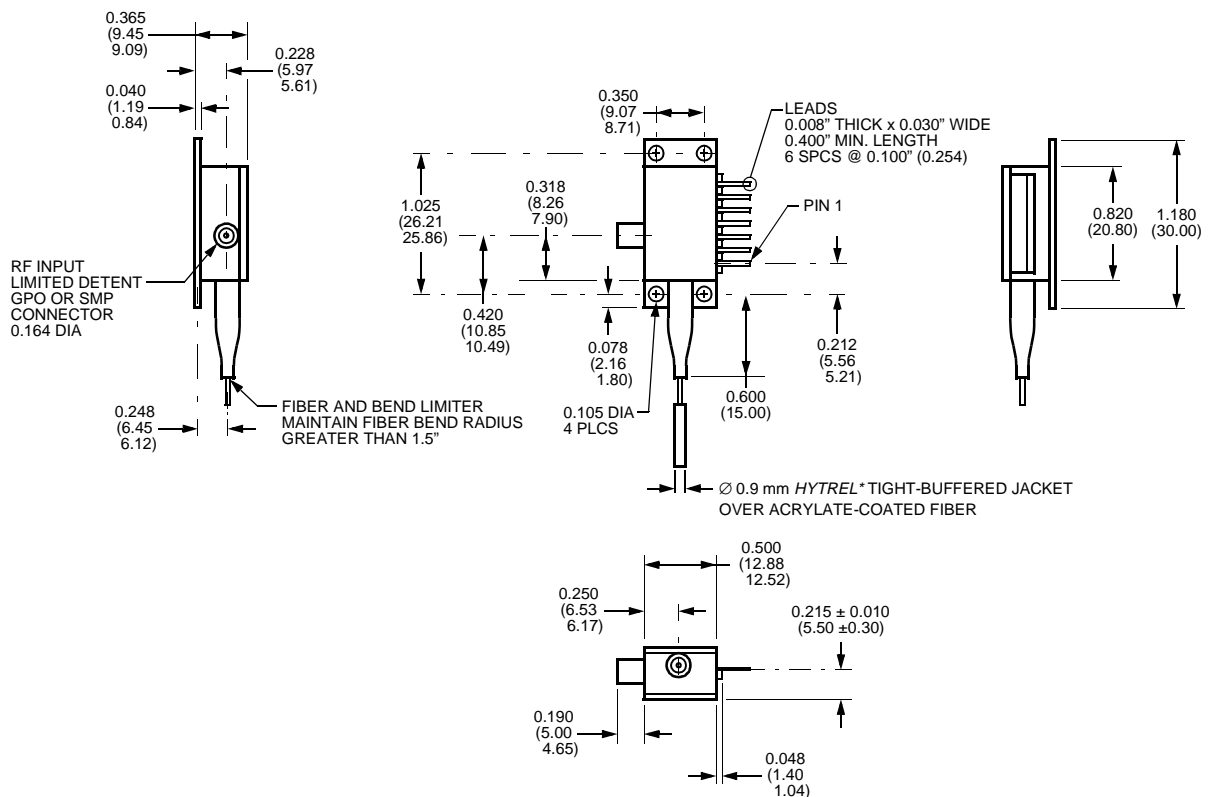 0.365
(9.45
9.09)
0.228
(5.97
5.61)
0.040
(1.19
0.84)
RF INPUT
LIMITED DETENT
GPO OR SMP
CONNECTOR
0.164 DIA
0.248
(6.45
6.12)
FIBER AND BEND LIMITER
MAINTAIN FIBER BEND RADIUS
GREATER THAN 1.5”
0.350
(9.07
8.71)
LEADS
0.008” THICK x 0.030” WIDE
0.400” MIN. LENGTH
6 SPCS @ 0.100” (0.254)
1.025
(26.21
25.86)
0.318
(8.26
7.90)
PIN 1
0.420
(10.85
10.49)
0.078
(2.16
1.80)
0.212
(5.56
5.21)
0.600
(15.00)
0.105 DIA
4 PLCS
Ø 0.9 mm HYTREL* TIGHT-BUFFERED JACKET
OVER ACRYLATE-COATED FIBER
0.820
(20.80)
1.180
(30.00)
0.500
(12.88
12.52)
0.250
(6.53
6.17)
0.215 ± 0.010
(5.50 ±0.30)
0.190
(5.00
4.65)
0.048
(1.40
1.04)